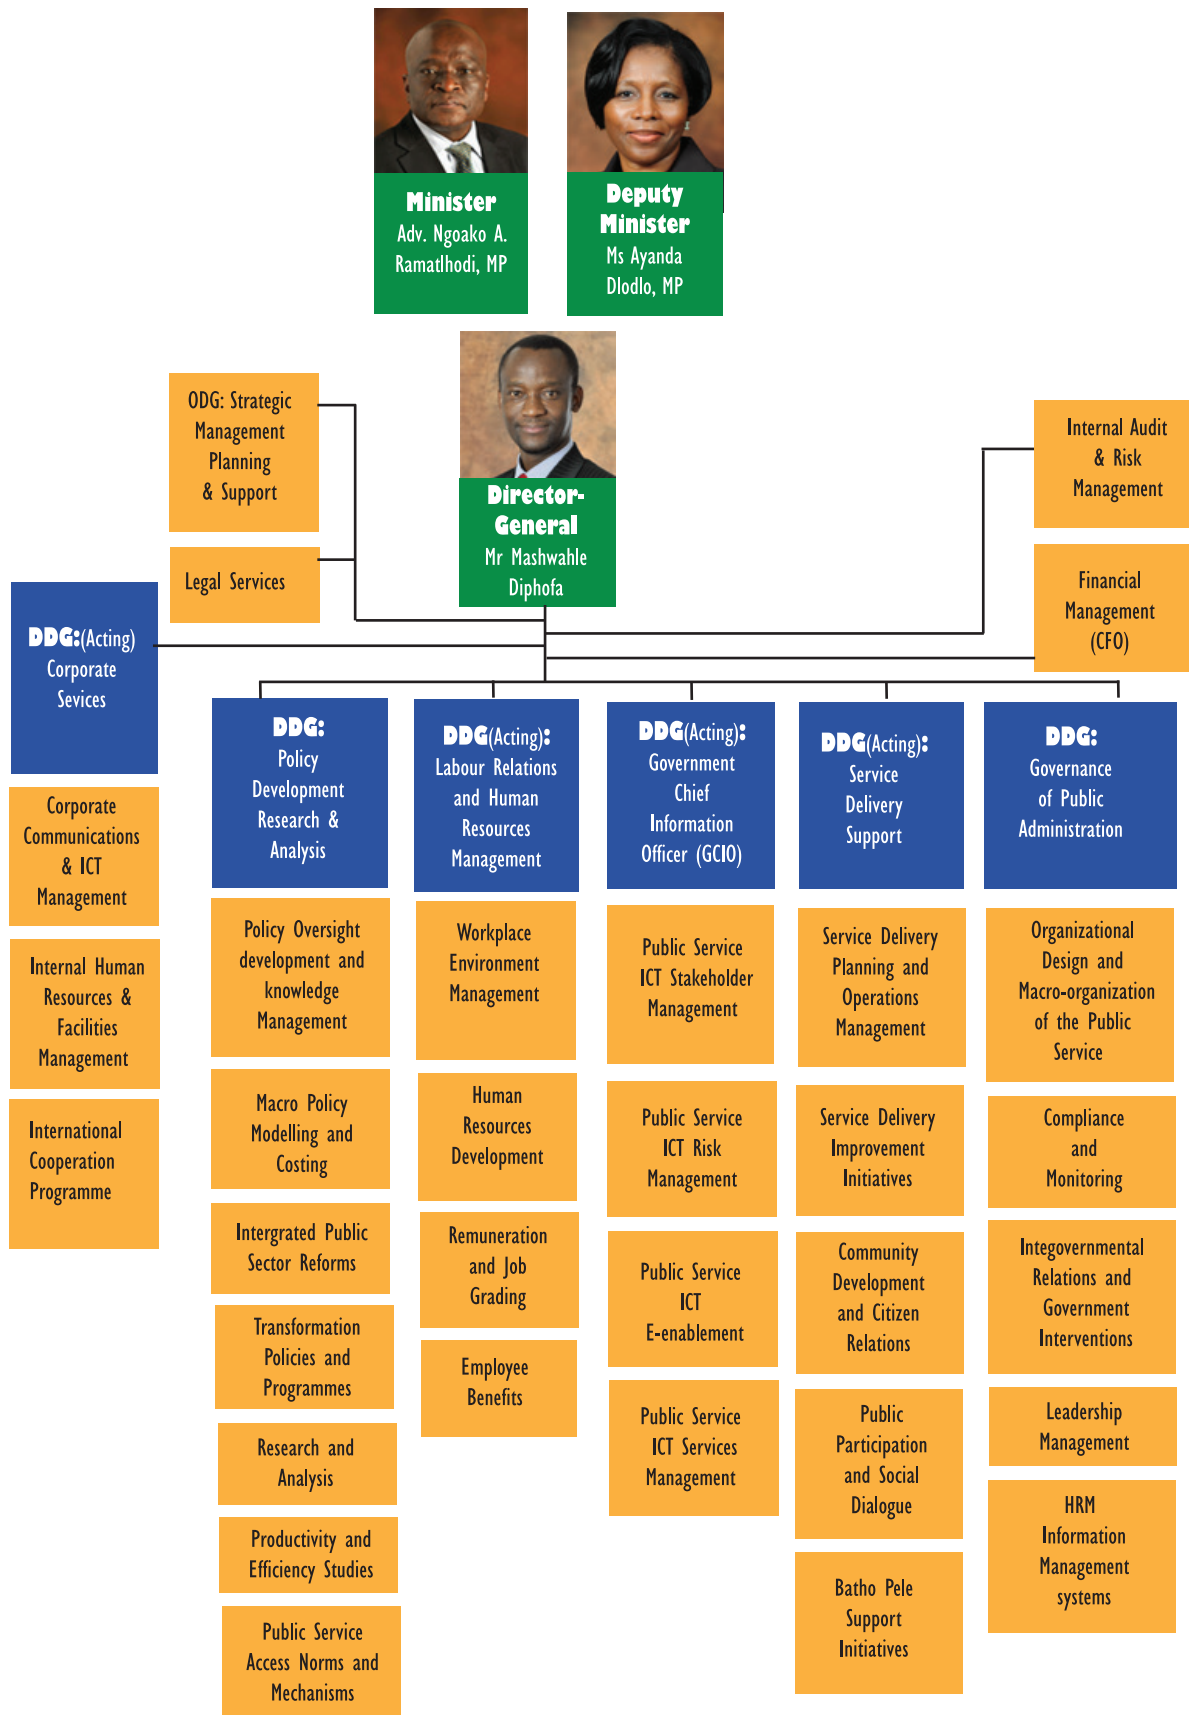 Minister
Adv. Ngoako A.
Ramatlhodi, MP
Deputy
Minister
Ms Ayanda
Dlodlo, MP
Director-
General
Mr Mashwahle
Diphofa
ODG: Strategic
Management
Planning
& Support
Legal Services
Internal Audit
& Risk
Management
Financial
Management
(CFO)
DDG:(Acting)
Corporate
Sevices
Corporate
Communications
& ICT
Management
Internal Human
Resources &
Facilities
Management
International
Cooperation
Programme
DDG:
Policy
Development
Research &
Analysis
Policy Oversight
development and
knowledge
Management
Macro Policy
Modelling and
Costing
Intergrated Public
Sector Reforms
Transformation
Policies and
Programmes
Research and
Analysis
Productivity and
Efficiency Studies
Public Service
Access Norms and
Mechanisms
DDG(Acting):
Labour Relations
and Human
Resources
Management
Workplace
Environment
Management
Human
Resources
Development
Remuneration
and Job
Grading
Employee
Benefits
DDG(Acting):
Government
Chief
Information
Officer (GCIO)
Public Service
ICT Stakeholder
Management
Public Service
ICT Risk
Management
Public Service
ICT
E-enablement
Public Service
ICT Services
Management
DDG(Acting):
Service
Delivery
Support
Service Delivery
Planning and
Operations
Management
Service Delivery
Improvement
Initiatives
Community
Development
and Citizen
Relations
Public
Participation
and Social
Dialogue
Batho Pele
Support
Initiatives
DDG:
Governance
of Public
Administration
Organizational
Design and
Macro-organization
of the Public
Service
Compliance
and
Monitoring
Integovernmental
Relations and
Government
Interventions
Leadership
Management
HRM
Information
Management
systems